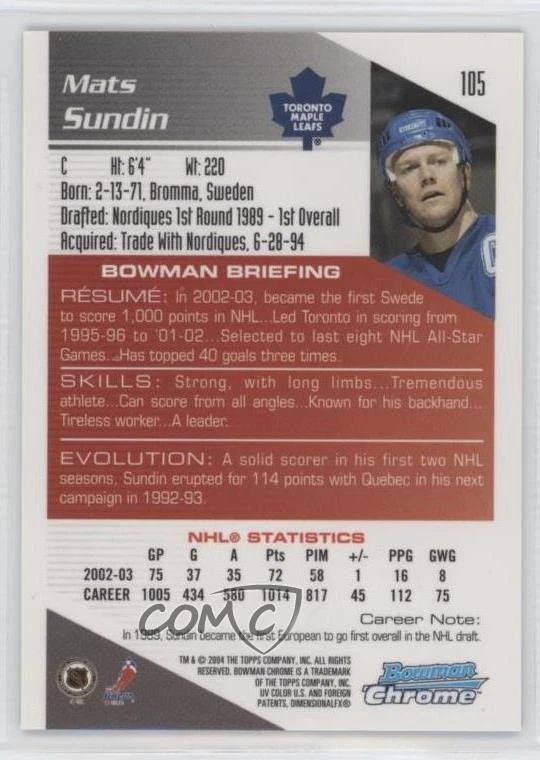 Mats
Sundin
TORONTO
MAPLE
LEAFS
®
105
C Ht: 6'4" Wt: 220
Born: 2-13-71, Bromma, Sweden
Drafted: Nordiques 1st Round 1989 - 1st Overall
Acquired: Trade With Nordiques, 6-28-94
BOWMAN BRIEFING
RÉSUMÉ: In 2002-03, became the first Swede
to score 1,000 points in NHL...Led Toronto in scoring from
1995-96 to '01-02...Selected to last eight NHL All-Star
Games...Has topped 40 goals three times.
SKILLS: Strong, with long limbs...Tremendous
athlete...Can score from all angles...Known for his backhand...
Tireless worker...A leader.
EVOLUTION: A solid scorer in his first two NHL
seasons, Sundin erupted for 114 points with Quebec in his next
campaign in 1992-93.
NHL® STATISTICS
GP G A Pts PIM +/- PPG GWG
2002-03 75 37 35 72 58 1 16 8
CAREER 1005 434 580 1014 817 45 112 75
COMC
Career Note:
In 1989, Sundin became the first European to go first overall in the NHL draft.
TM & © 2004 THE TOPPS COMPANY, INC. ALL RIGHTS
RESERVED. BOWMAN CHROME IS A TRADEMARK
OF THE TOPPS COMPANY, INC.
UV COLOR U.S. AND FOREIGN
PATENTS, DIMENSIONALFX®)
Bowman
Chrome